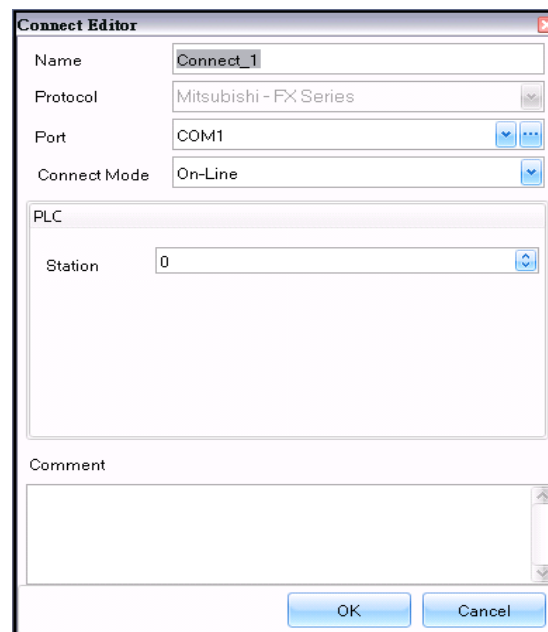 Connect Editor
Name Connect_1
Protocol Mitsubishi - FX Series
Port COM1
Connect Mode On-Line
PLC
Station 0
Comment
OK Cancel